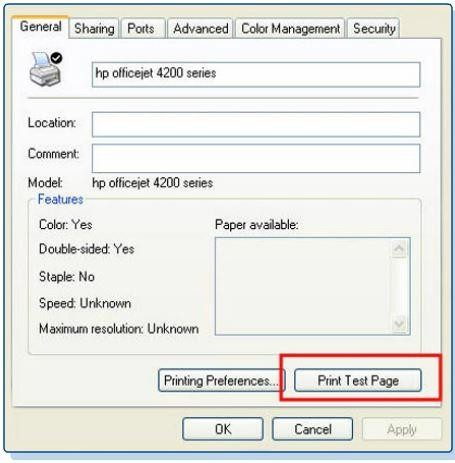 General Sharing Ports Advanced Color Management Security
hp officejet 4200 series
Location:
Comment:
Model: hp officejet 4200 series
Features
Color: Yes Paper available:
Double-sided: Yes
Staple: No
Speed: Unknown
Maximum resolution: Unknown
Printing Preferences... Print Test Page
OK Cancel Apply